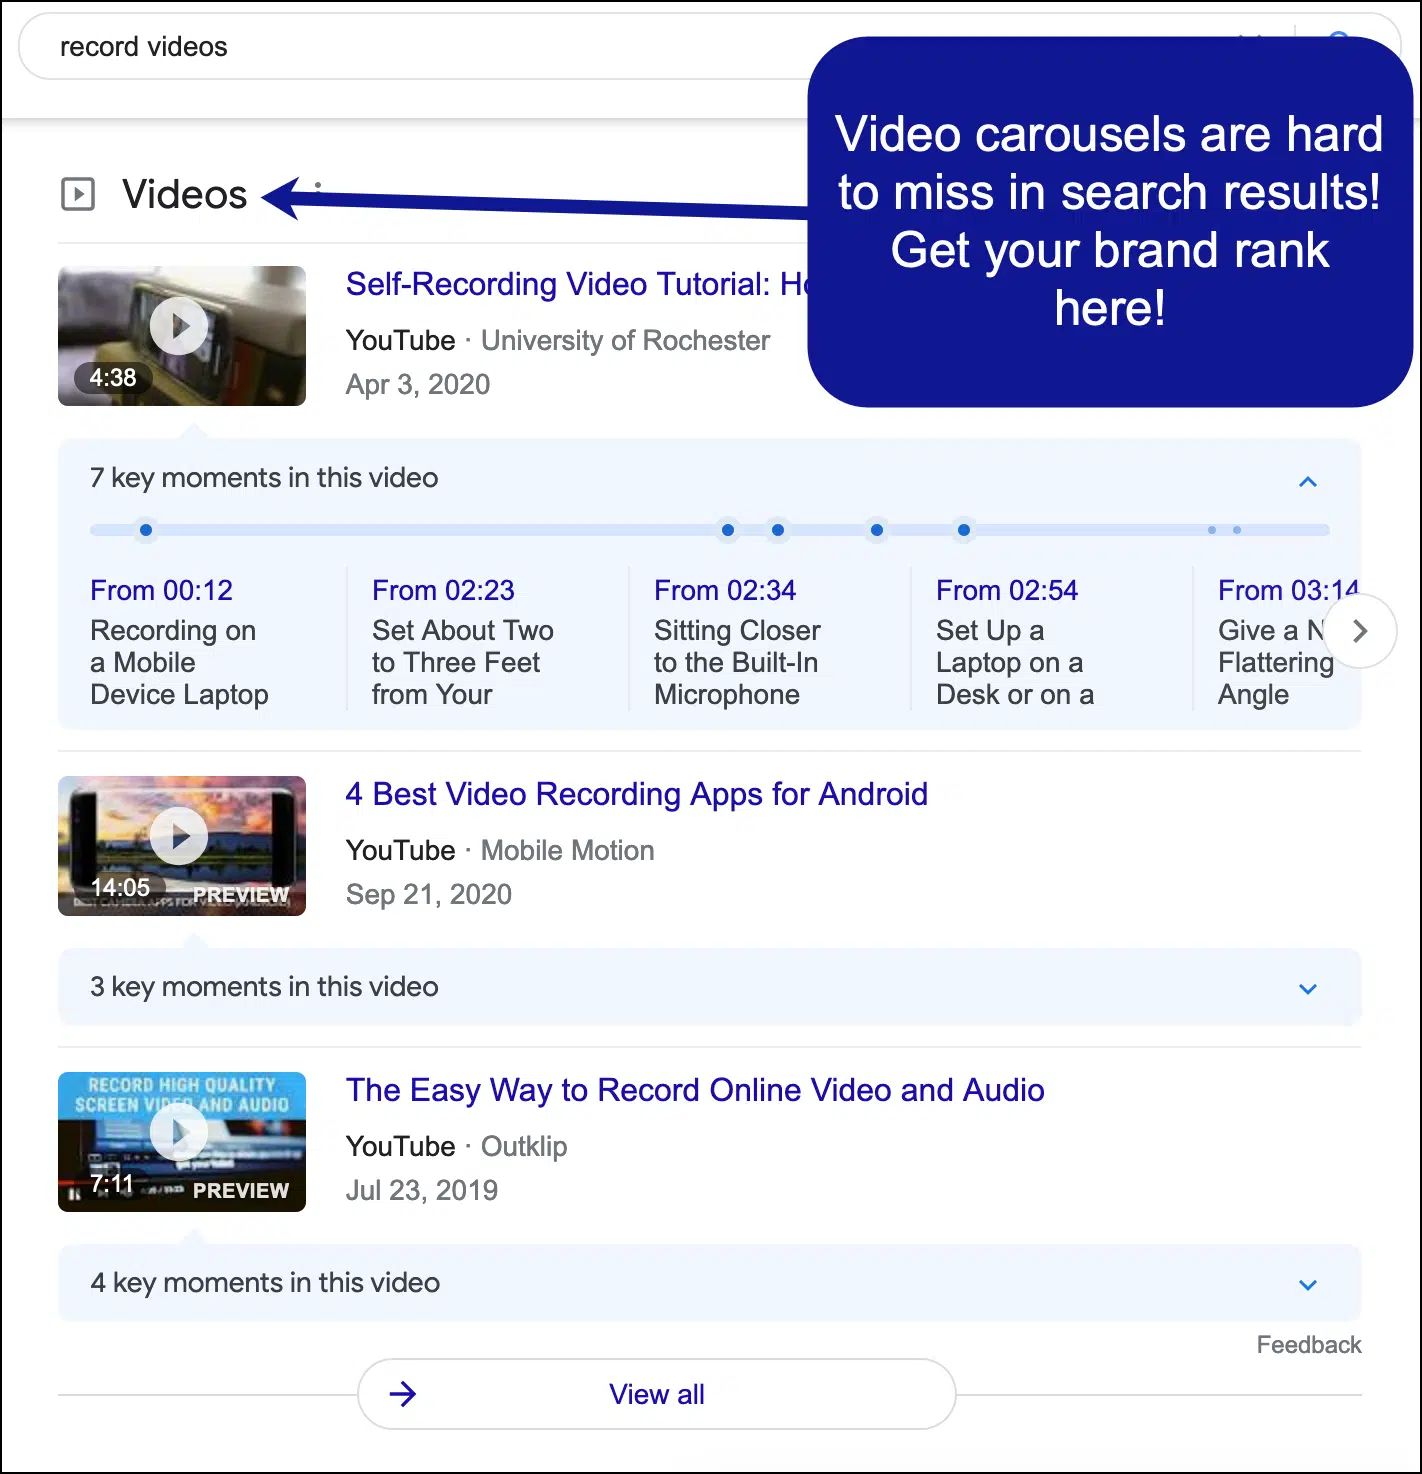 record videos
Video carousels are hard
to miss in search results!
Get your brand rank
here!
Videos
Self-Recording Video Tutorial:
YouTube · University of Rochester
Apr 3, 2020
4:38
7 key moments in this video
From 00:12
Recording on
a Mobile
Device Laptop
From 02:23
Set About Two
to Three Feet
from Your
From 02:34
Sitting Closer
to the Built-In
Microphone
From 02:54
Set Up a
Laptop on a
Desk or on a
From 03:14
Give a
Flattering
Angle
4 Best Video Recording Apps for Android
YouTube · Mobile Motion
Sep 21, 2020
14:05
PREVIEW
BEST CAMERA APPS FOR VIDEO (ANDROID)
3 key moments in this video
RECORD HIGH QUALITY
SCREEN VIDEO AND AUDIO
7:11
PREVIEW
The Easy Way to Record Online Video and Audio
YouTube · Outklip
Jul 23, 2019
4 key moments in this video
Feedback
View all